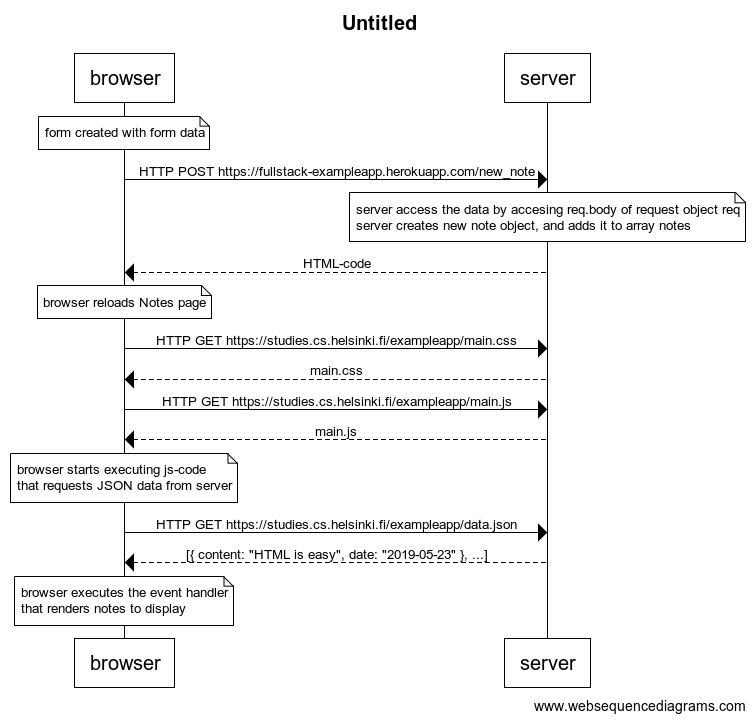 Untitled
browser
server
form created with form data
HTTP POST https://fullstack-exampleapp.herokuapp.com/new_note
server access the data by accesing req.body of request object req
server creates new note object, and adds it to array notes
HTML-code
browser reloads Notes page
HTTP GET https://studies.cs.helsinki.fi/exampleapp/main.css
main.css
HTTP GET https://studies.cs.helsinki.fi/exampleapp/main.js
main.js
browser starts executing js-code
that requests JSON data from server
HTTP GET https://studies.cs.helsinki.fi/exampleapp/data.json
[{ content: "HTML is easy", date: "2019-05-23" }, ...]
browser executes the event handler
that renders notes to display
browser
server
www.websequencediagrams.com